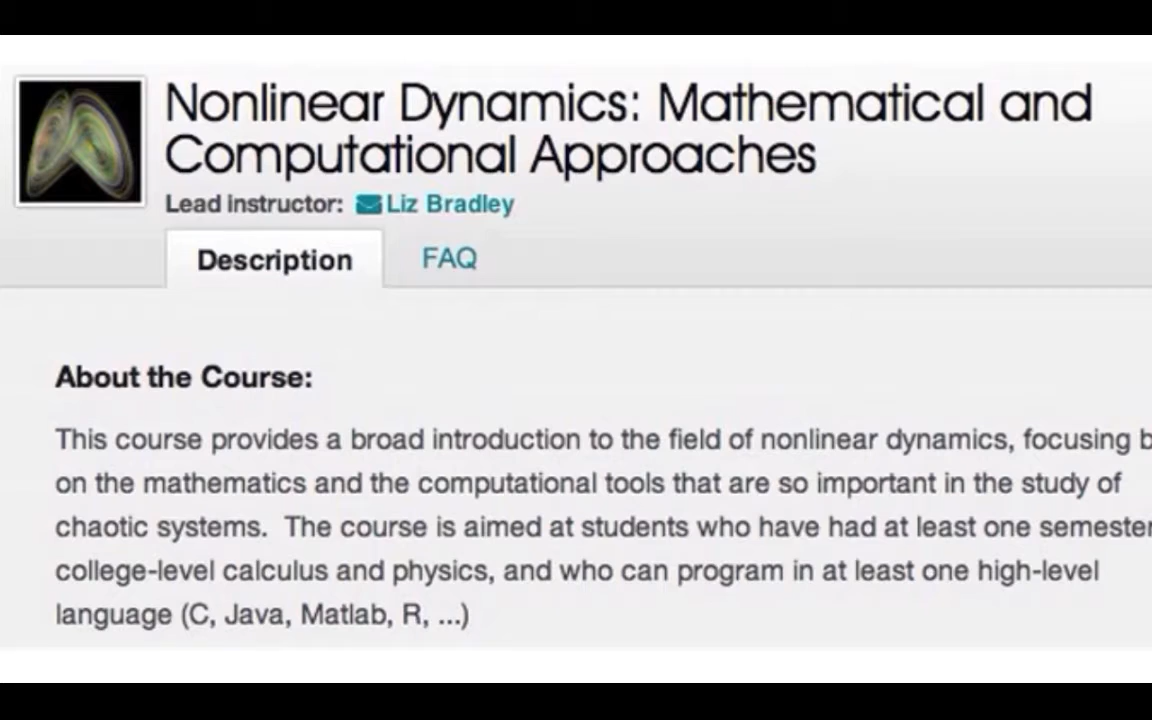 Nonlinear Dynamics: Mathematical and
Computational Approaches
Lead instructor: Liz Bradley
Description FAQ
About the Course:
This course provides a broad introduction to the field of nonlinear dynamics, focusing
on the mathematics and the computational tools that are so important in the study of
chaotic systems. The course is aimed at students who have had at least one semester
college-level calculus and physics, and who can program in at least one high-level
language (C, Java, Matlab, R, ...)